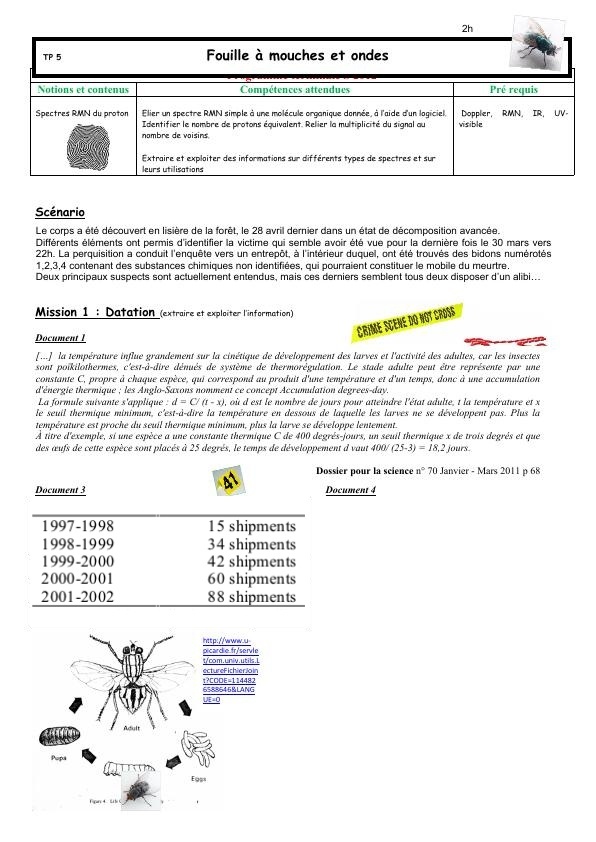 2h
TP 5
Fouille à mouches et ondes
Notions et contenus
Compétences attendues
Pré requis
Spectres RMN du proton
Elier un spectre RMN simple à une molécule organique donnée, à l'aide d'un logiciel.
Identifier le nombre de protons équivalent. Relier la multiplicité du signal au
nombre de voisins.
Extraire et exploiter des informations sur différents types de spectres et sur
leurs utilisations
Doppler, RMN, IR, UV-
visible
Scénario
Le corps a été découvert en lisière de la forêt, le 28 avril dernier dans un état de décomposition avancée.
Différents éléments ont permis d'identifier la victime qui semble avoir été vue pour la dernière fois le 30 mars vers
22h. La perquisition a conduit l'enquête vers un entrepôt, à l'intérieur duquel, ont été trouvés des bidons numérotés
1,2,3,4 contenant des substances chimiques non identifiées, qui pourraient constituer le mobile du meurtre.
Deux principaux suspects sont actuellement entendus, mais ces derniers semblent tous deux disposer d'un alibi…
Mission 1 : Datation (extraire et exploiter l'information)
CRIME SCENE DO NOT CROSS
Document 1
[…] la température influe grandement sur la cinétique de développement des larves et l'activité des adultes, car les insectes
sont poïkilothermes, c'est-à-dire dénués de système de thermorégulation. Le stade adulte peut être représenté par une
constante C, propre à chaque espèce, qui correspond au produit d'une température et d'un temps, donc à une accumulation
d'énergie thermique ; les Anglo-Saxons nomment ce concept Accumulation degrees-day.
La formule suivante s'applique : d = C/ (t - x), où d est le nombre de jours pour atteindre l'état adulte, t la température et x
le seuil thermique minimum, c'est-à-dire la température en dessous de laquelle les larves ne se développent pas. Plus la
température est proche du seuil thermique minimum, plus la larve se développe lentement.
À titre d'exemple, si une espèce a une constante thermique C de 400 degrés-jours, un seuil thermique x de trois degrés et que
des œufs de cette espèce sont placés à 25 degrés, le temps de développement d vaut 400/ (25-3) = 18,2 jours.
Dossier pour la science n° 70 Janvier - Mars 2011 p 68
41
Document 3
Document 4
1997-1998 15 shipments
1998-1999 34 shipments
1999-2000 42 shipments
2000-2001 60 shipments
2001-2002 88 shipments
http://www.u-
picardie.fr/servle
t/com.univ.utils.L
ectureFichierJoin
t?CODE=114482
6588646&LANG
UE=0
Adult
Pupa
Eggs
Figure 4. Life